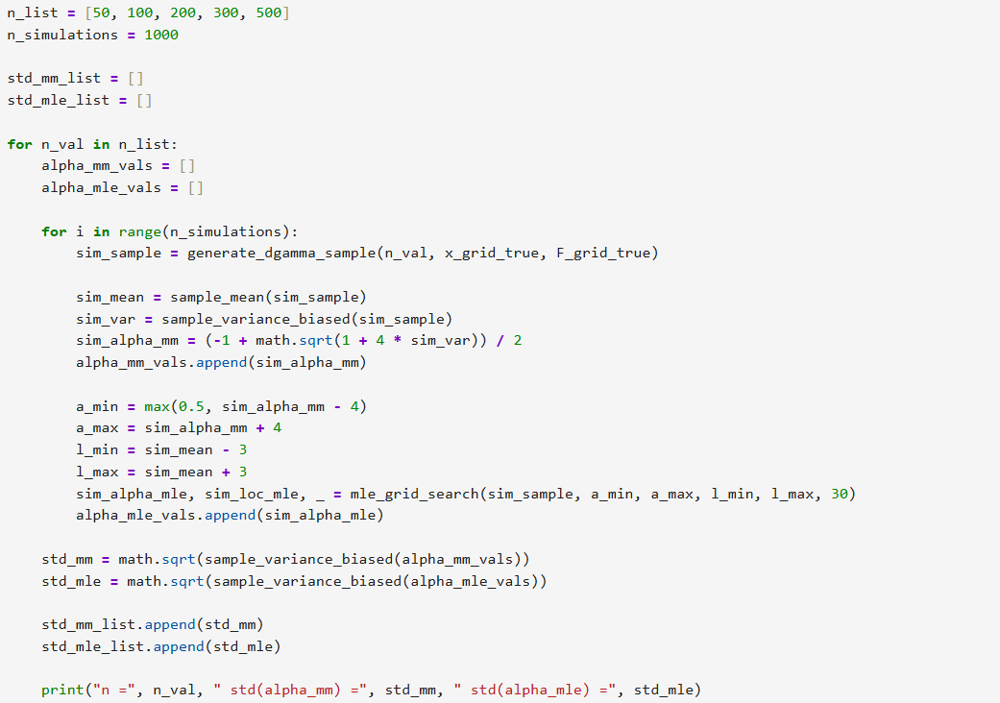 n_list = [50, 100, 200, 300, 500]
n_simulations = 1000

std_mm_list = []
std_mle_list = []

for n_val in n_list:
    alpha_mm_vals = []
    alpha_mle_vals = []

    for i in range(n_simulations):
        sim_sample = generate_dgamma_sample(n_val, x_grid_true, F_grid_true)

        sim_mean = sample_mean(sim_sample)
        sim_var = sample_variance_biased(sim_sample)
        sim_alpha_mm = (-1 + math.sqrt(1 + 4 * sim_var)) / 2
        alpha_mm_vals.append(sim_alpha_mm)

        a_min = max(0.5, sim_alpha_mm - 4)
        a_max = sim_alpha_mm + 4
        l_min = sim_mean - 3
        l_max = sim_mean + 3
        sim_alpha_mle, sim_loc_mle, _ = mle_grid_search(sim_sample, a_min, a_max, l_min, l_max, 30)
        alpha_mle_vals.append(sim_alpha_mle)

    std_mm = math.sqrt(sample_variance_biased(alpha_mm_vals))
    std_mle = math.sqrt(sample_variance_biased(alpha_mle_vals))

    std_mm_list.append(std_mm)
    std_mle_list.append(std_mle)

    print("n =", n_val, " std(alpha_mm) =", std_mm, " std(alpha_mle) =", std_mle)